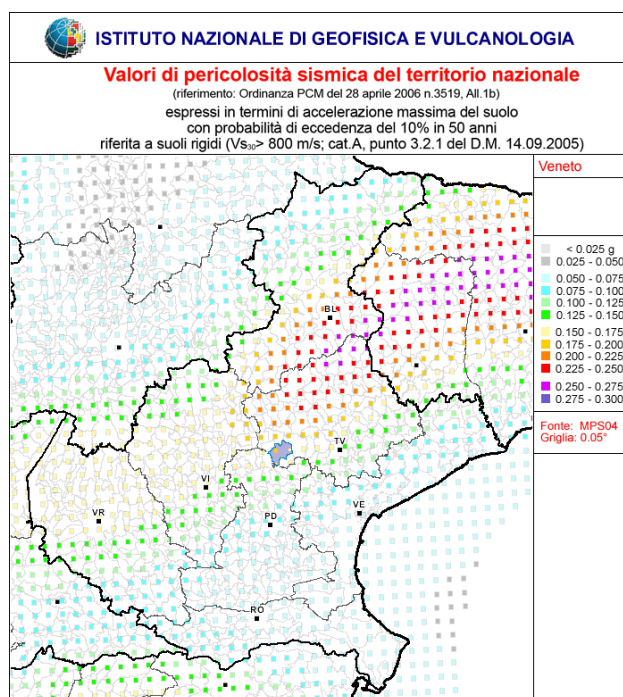 ISTITUTO NAZIONALE DI GEOFISICA E VULCANOLOGIA
Valori di pericolosità sismica del territorio nazionale
(riferimento: Ordinanza PCM del 28 aprile 2006 n.3519, All.1b)
espressi in termini di accelerazione massima del suolo
con probabilità di eccedenza del 10% in 50 anni
riferita a suoli rigidi (Vs₃₀> 800 m/s; cat.A, punto 3.2.1 del D.M. 14.09.2005)
Veneto
< 0.025 g
0.025 - 0.050
0.050 - 0.075
0.075 - 0.100
0.100 - 0.125
0.125 - 0.150
0.150 - 0.175
0.175 - 0.200
0.200 - 0.225
0.225 - 0.250
0.250 - 0.275
0.275 - 0.300
Fonte: MPS04
Griglia: 0.05°
BL
TV
VI
VR
PD
VE
RO